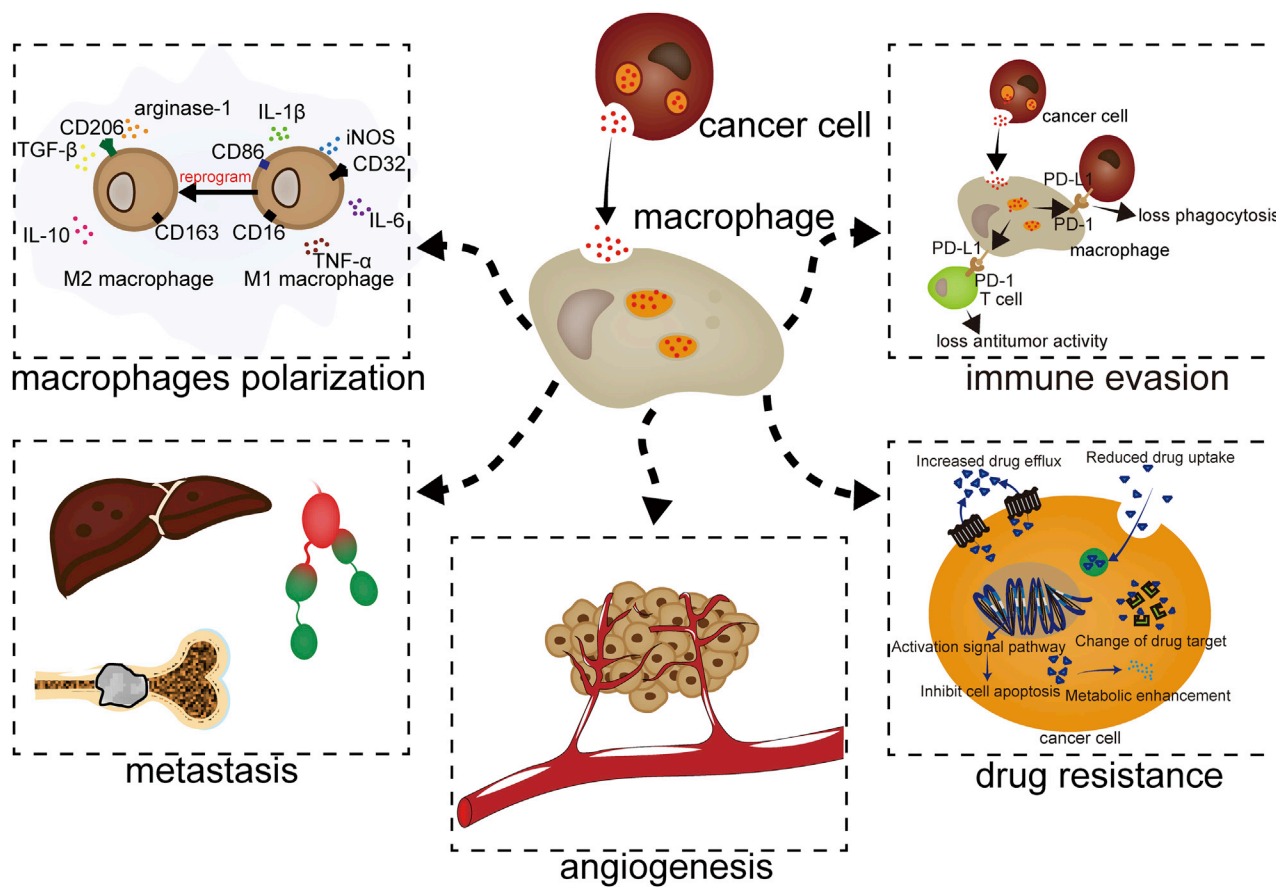 arginase-1
CD206
TGF-β
IL-10
CD163
M2 macrophage
reprogram
IL-1β
iNOS
CD86
CD32
IL-6
CD16
TNF-α
M1 macrophage
macrophages polarization
cancer cell
macrophage
cancer cell
PD-L1
PD-1
loss phagocytosis
macrophage
PD-L1
PD-1
T cell
loss antitumor activity
immune evasion
metastasis
angiogenesis
Increased drug efflux
Reduced drug uptake
Activation signal pathway
Change of drug target
Inhibit cell apoptosis
Metabolic enhancement
cancer cell
drug resistance